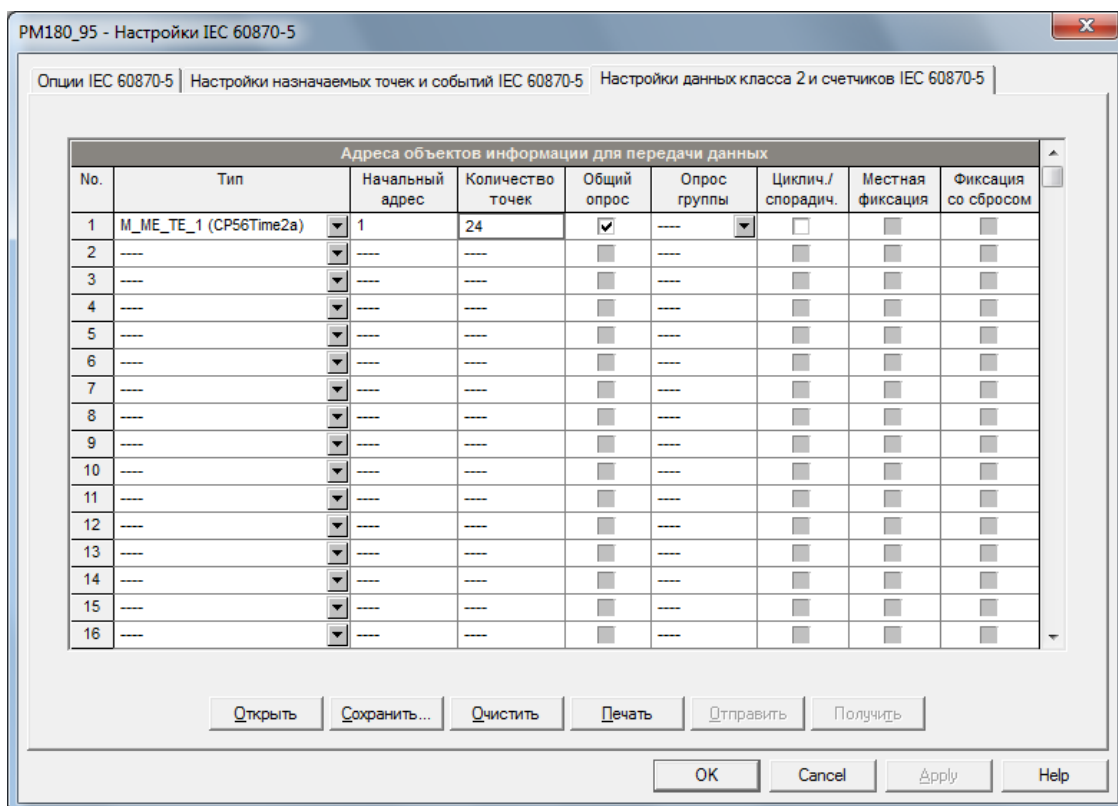 PM180_95 - Настройки IEC 60870-5
Опции IEC 60870-5 Настройки назначаемых точек и событий IEC 60870-5 Настройки данных класса 2 и счетчиков IEC 60870-5
Адреса объектов информации для передачи данных
No. Тип Начальный адрес Количество точек Общий опрос Опрос группы Циклич./ спорадич. Местная фиксация Фиксация со сбросом
1 M_ME_TE_1 (CP56Time2a) 1 24 ----
2 ---- ---- ---- ----
3 ---- ---- ---- ----
4 ---- ---- ---- ----
5 ---- ---- ---- ----
6 ---- ---- ---- ----
7 ---- ---- ---- ----
8 ---- ---- ---- ----
9 ---- ---- ---- ----
10 ---- ---- ---- ----
11 ---- ---- ---- ----
12 ---- ---- ---- ----
13 ---- ---- ---- ----
14 ---- ---- ---- ----
15 ---- ---- ---- ----
16 ---- ---- ---- ----
Открыть Сохранить... Очистить Печать Отправить Получить
OK Cancel Apply Help